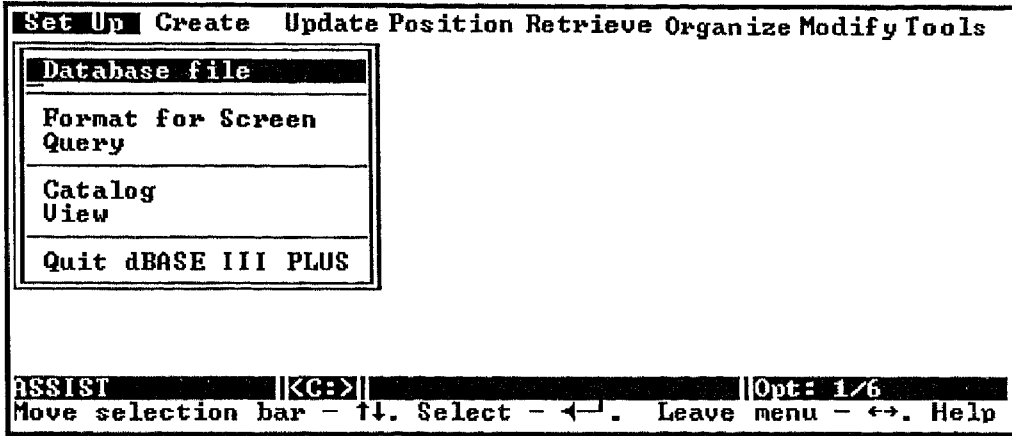 Set Up Create Update Position Retrieve Organize Modify Tools
Database file
Format for Screen
Query
Catalog
View
Quit dBASE III PLUS
ASSIST ||<C:>|| ||Opt: 1/6
Move selection bar – ↑↓. Select – ◄─┘. Leave menu – ↔. Help